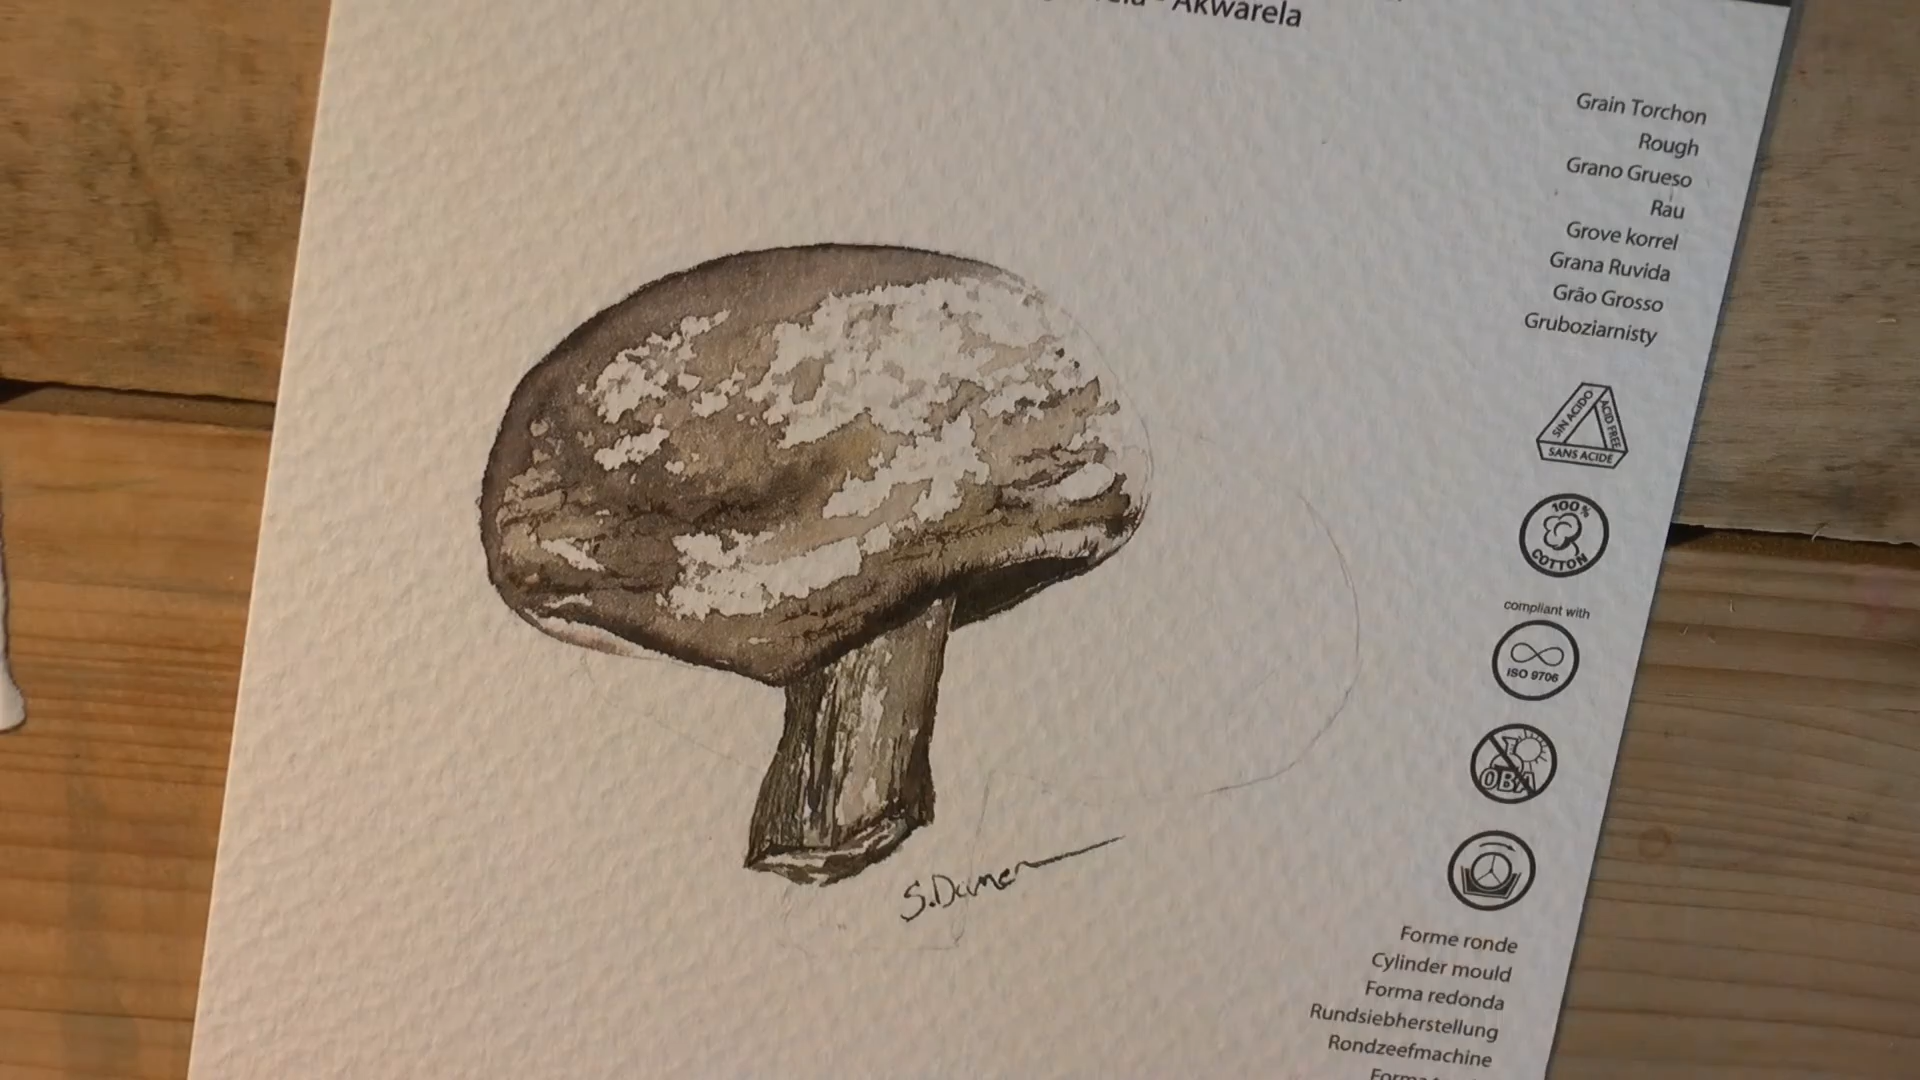 - Akwarela
Grain Torchon
Rough
Grano Grueso
Rau
Grove korrel
Grana Ruvida
Grão Grosso
Gruboziarnisty
SIN ACIDO
ACID FREE
SANS ACIDE
100%
COTTON
compliant with
ISO 9706
OBA
S.Damen
Forme ronde
Cylinder mould
Forma redonda
Rundsiebherstellung
Rondzeefmachine